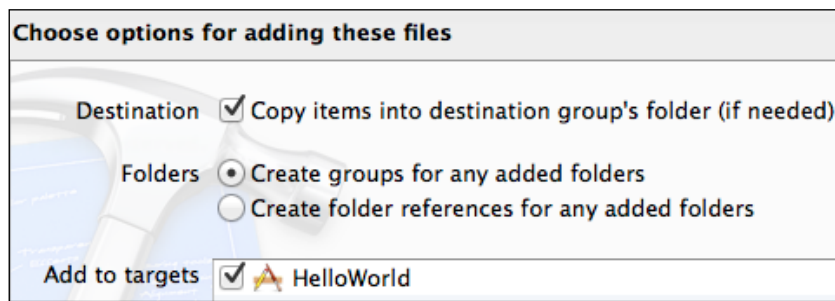 Choose options for adding these files
Destination Copy items into destination group's folder (if needed)
Folders Create groups for any added folders
Create folder references for any added folders
Add to targets HelloWorld